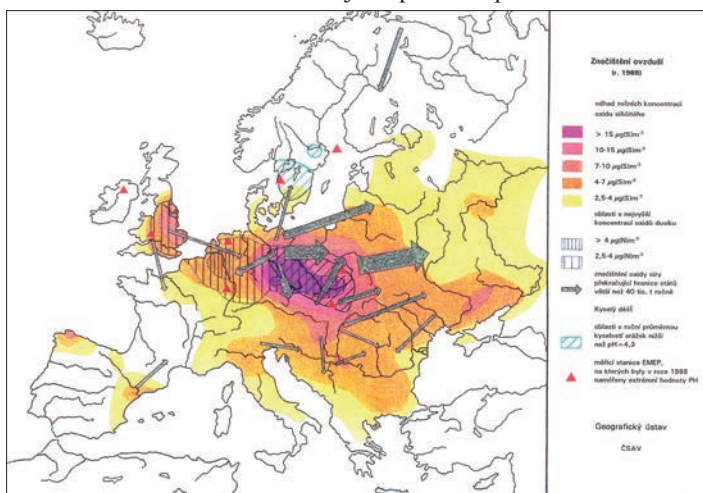 Znečištění ovzduší
(r. 1988)
odhad ročních koncentrací
oxidu siřičitého
> 15 µg(S)m⁻³
10-15 µg(S)m⁻³
7-10 µg(S)m⁻³
4-7 µg(S)m⁻³
2,5-4 µg(S)m⁻³
oblasti s nejvyšší
koncentrací oxidů dusíku
> 4 µg(N)m⁻³
2,5-4 µg(N)m⁻³
znečištění oxidy síry
překračující hranice států
větší než 40 tis. t ročně
Kyselý déšť
oblasti s roční průměrnou
kyselostí srážek nižší
než pH=4,3
měřicí stanice EMEP,
na kterých byly v roce 1988
naměřeny extrémní hodnoty PH
Geografický ústav
ČSAV